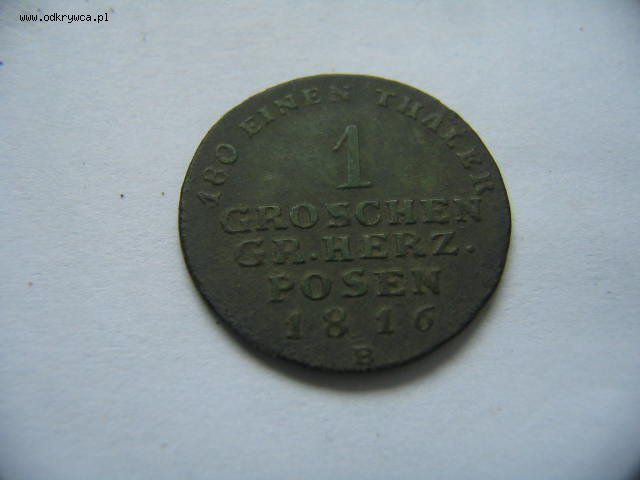 www.odkrywca.pl
180 EINEN THALER
1
GROSCHEN
GR.HERZ.
POSEN
1816
B